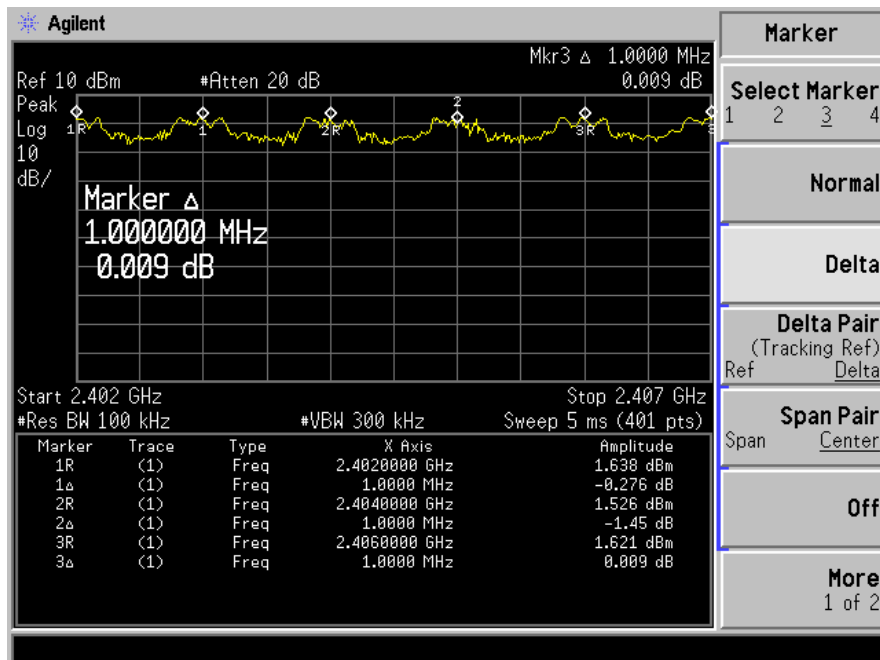 Agilent
Marker
Mkr3 Δ 1.0000 MHz
Ref 10 dBm #Atten 20 dB 0.009 dB
Peak
Log
10
dB/
1R 1 2R 2 3R 3
Marker Δ
1.000000 MHz
0.009 dB
Start 2.402 GHz Stop 2.407 GHz
#Res BW 100 kHz #VBW 300 kHz Sweep 5 ms (401 pts)
Marker Trace Type X Axis Amplitude
1R (1) Freq 2.4020000 GHz 1.638 dBm
1Δ (1) Freq 1.0000 MHz -0.276 dB
2R (1) Freq 2.4040000 GHz 1.526 dBm
2Δ (1) Freq 1.0000 MHz -1.45 dB
3R (1) Freq 2.4060000 GHz 1.621 dBm
3Δ (1) Freq 1.0000 MHz 0.009 dB
Select Marker
1 2 3 4
Normal
Delta
Delta Pair
(Tracking Ref)
Ref Delta
Span Pair
Span Center
Off
More
1 of 2